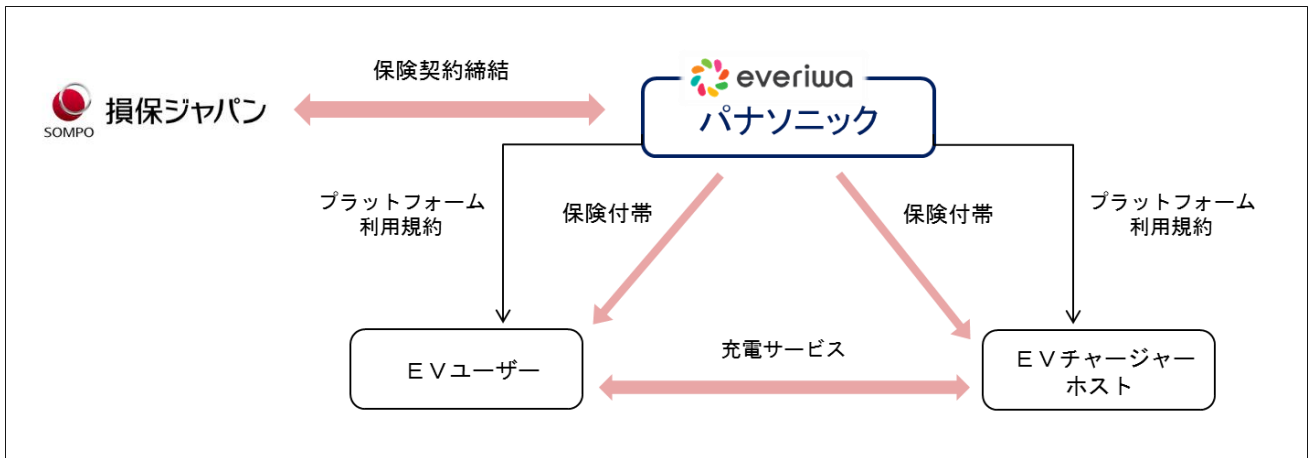 保険契約締結
everiwa
SOMPO
損保ジャパン
パナソニック
プラットフォーム
利用規約
保険付帯
保険付帯
プラットフォーム
利用規約
充電サービス
ＥＶユーザー
ＥＶチャージャー
ホスト